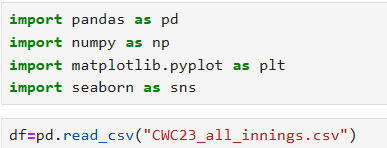 import pandas as pd
import numpy as np
import matplotlib.pyplot as plt
import seaborn as sns
df=pd.read_csv("CWC23_all_innings.csv")